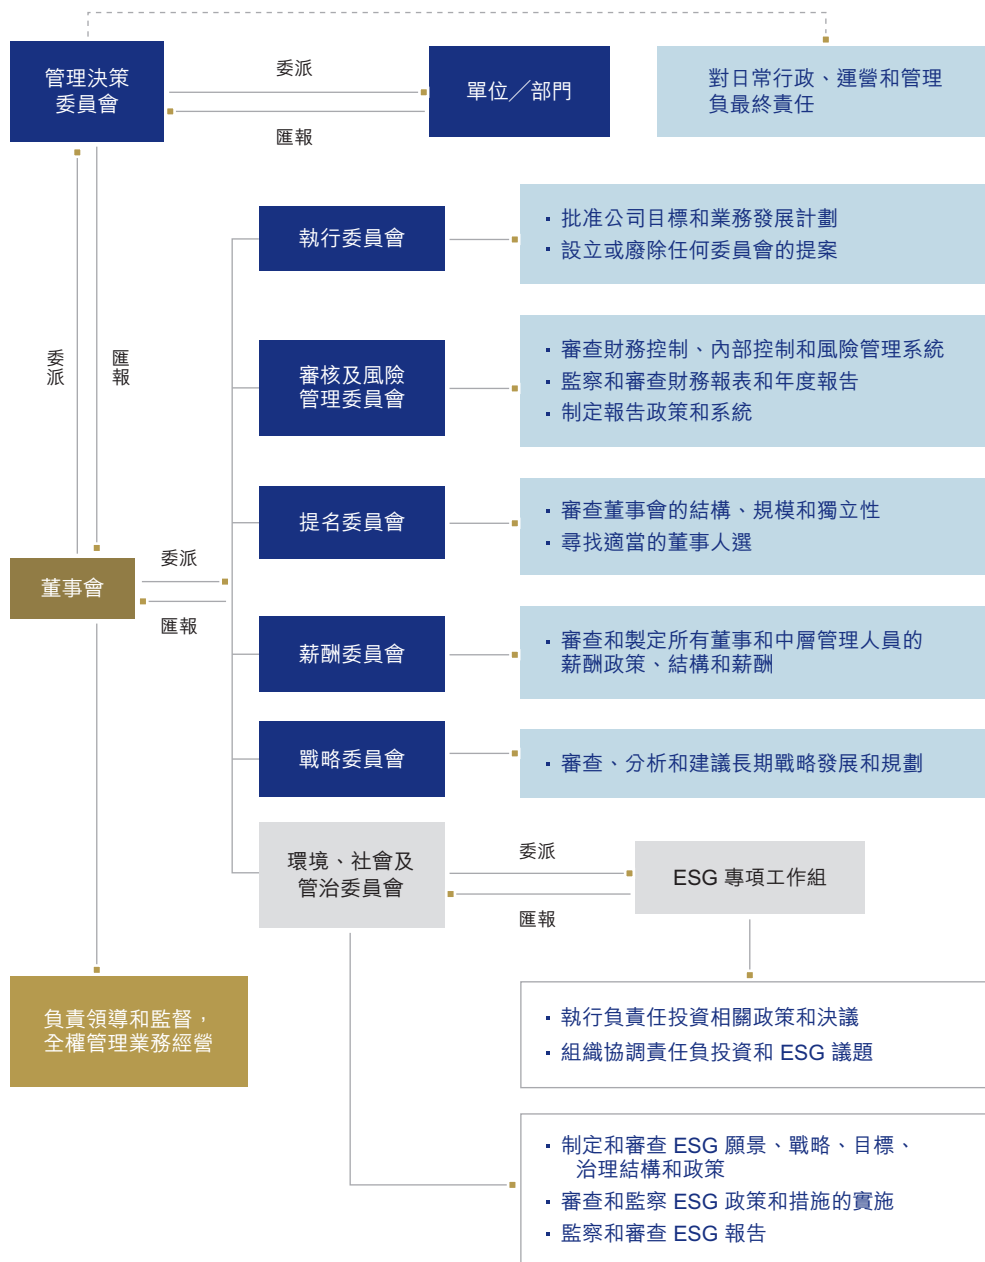 管理決策
委員會
委派
匯報
單位／部門
對日常行政、運營和管理
負最終責任
執行委員會
▪ 批准公司目標和業務發展計劃
▪ 設立或廢除任何委員會的提案
委派
匯報
審核及風險
管理委員會
▪ 審查財務控制、內部控制和風險管理系統
▪ 監察和審查財務報表和年度報告
▪ 制定報告政策和系統
提名委員會
▪ 審查董事會的結構、規模和獨立性
▪ 尋找適當的董事人選
董事會
委派
匯報
薪酬委員會
▪ 審查和製定所有董事和中層管理人員的
薪酬政策、結構和薪酬
戰略委員會
▪ 審查、分析和建議長期戰略發展和規劃
環境、社會及
管治委員會
委派
匯報
ESG 專項工作組
負責領導和監督，
全權管理業務經營
▪ 執行負責任投資相關政策和決議
▪ 組織協調責任負投資和 ESG 議題
▪ 制定和審查 ESG 願景、戰略、目標、
治理結構和政策
▪ 審查和監察 ESG 政策和措施的實施
▪ 監察和審查 ESG 報告